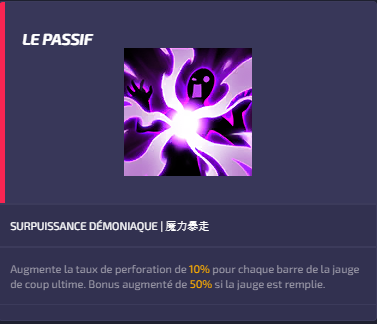 LE PASSIF
SURPUISSANCE DÉMONIAQUE | 魔力暴走
Augmente la taux de perforation de 10% pour chaque barre de la jauge
de coup ultime. Bonus augmenté de 50% si la jauge est remplie.